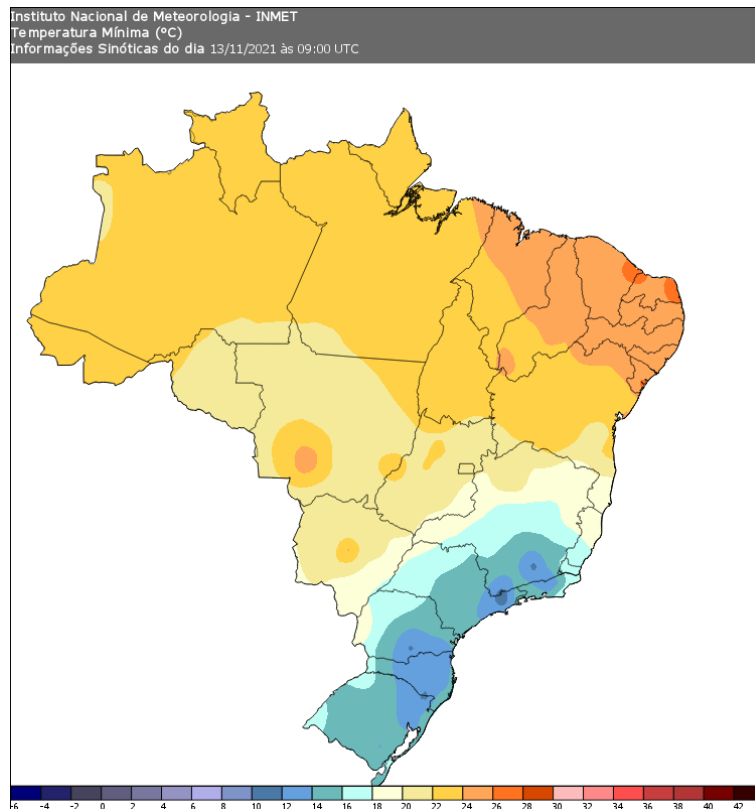 Instituto Nacional de Meteorologia - INMET
Temperatura Mínima (°C)
Informações Sinóticas do dia 13/11/2021 às 09:00 UTC
-6 -4 -2 0 2 4 6 8 10 12 14 16 18 20 22 24 26 28 30 32 34 36 38 40 42